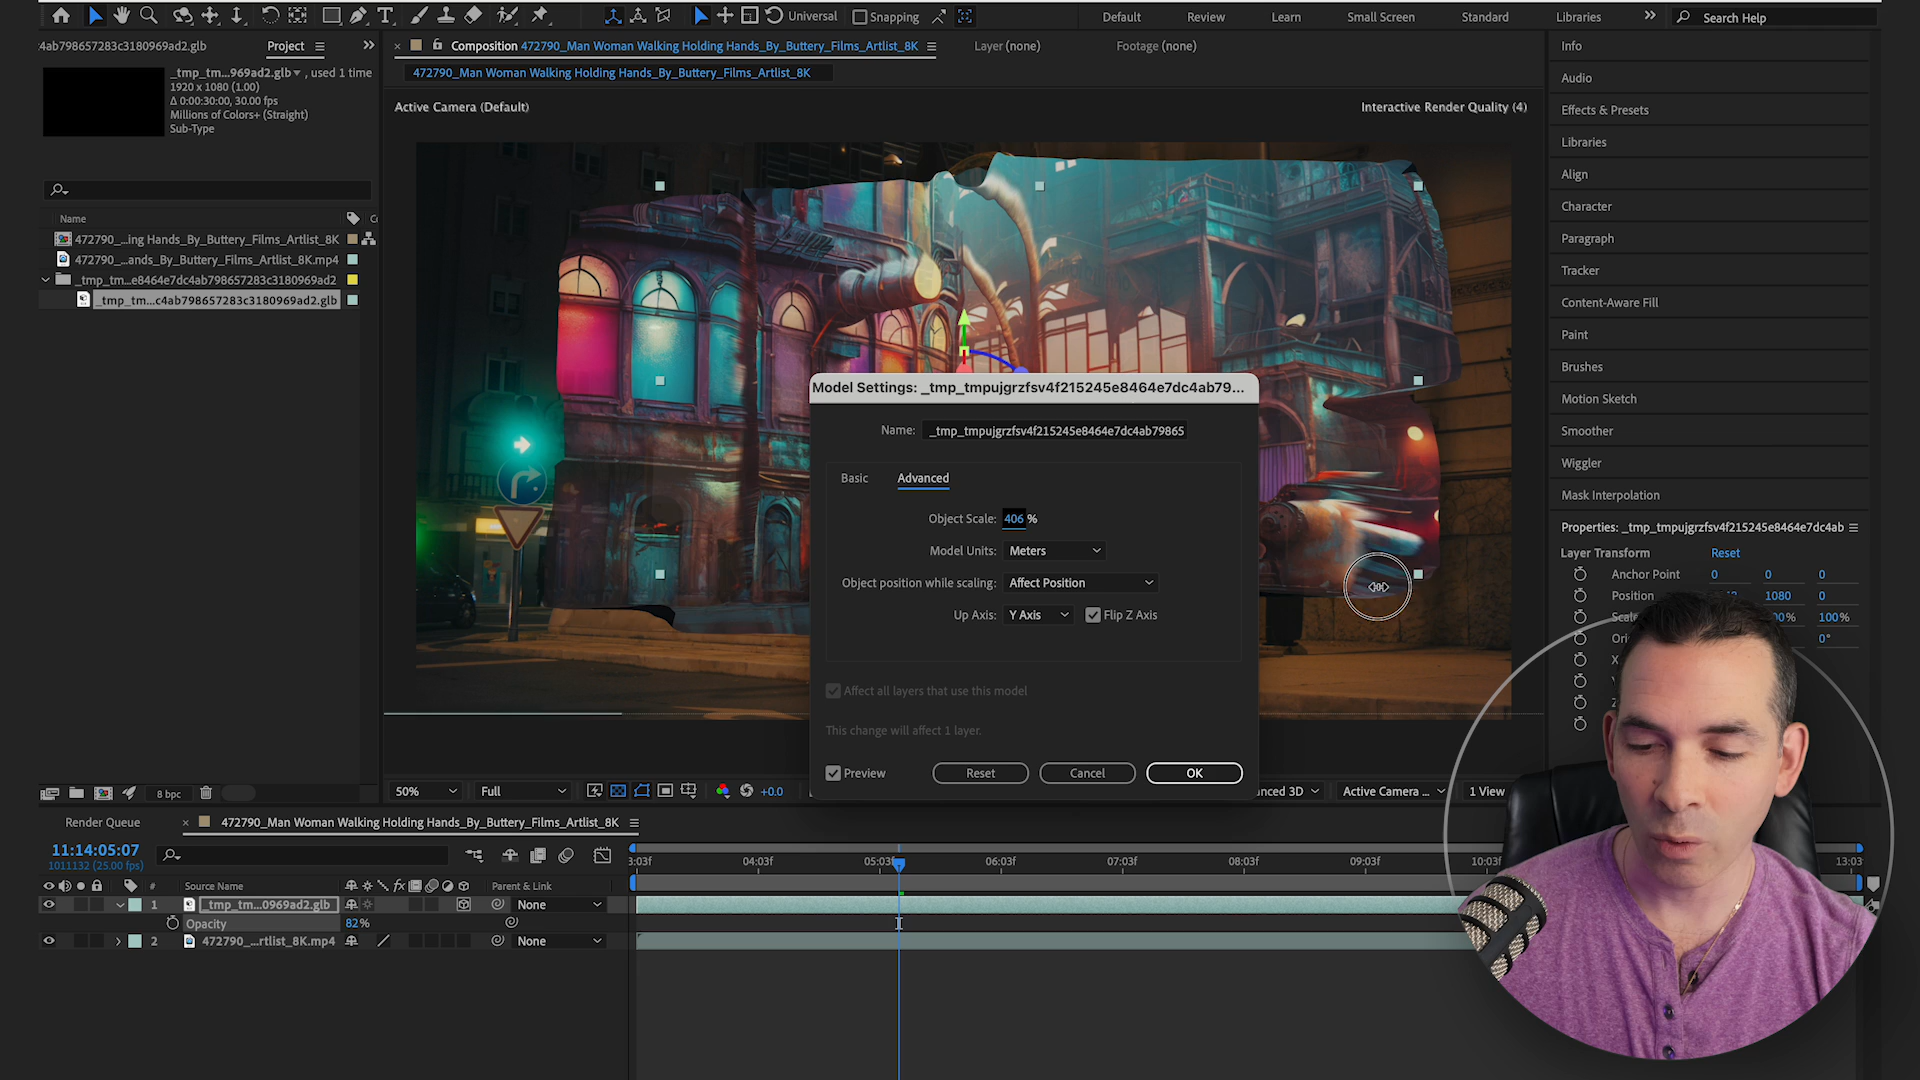 Universal
Snapping
Default
Review
Learn
Small Screen
Standard
Libraries
Search Help
:4ab798657283c3180969ad2.glb
Project
Composition 472790_Man Woman Walking Holding Hands_By_Buttery_Films_Artlist_8K
Layer (none)
Footage (none)
Info
_tmp_tm...969ad2.glb , used 1 time
1920 x 1080 (1.00)
Δ 0:00:30:00, 30.00 fps
Millions of Colors+ (Straight)
Sub-Type
472790_Man Woman Walking Holding Hands_By_Buttery_Films_Artlist_8K
Active Camera (Default)
Interactive Render Quality (4)
Audio
Effects & Presets
Libraries
Align
Character
Paragraph
Tracker
Content-Aware Fill
Paint
Brushes
Motion Sketch
Smoother
Wiggler
Mask Interpolation
Name
472790_...ing Hands_By_Buttery_Films_Artlist_8K
472790_...ands_By_Buttery_Films_Artlist_8K.mp4
_tmp_tm...e8464e7dc4ab798657283c3180969ad2
_tmp_tm...c4ab798657283c3180969ad2.glb
Model Settings: _tmp_tmpujgrzfsv4f215245e8464e7dc4ab79...
Name: _tmp_tmpujgrzfsv4f215245e8464e7dc4ab79865
Basic
Advanced
Object Scale: 406 %
Model Units: Meters
Object position while scaling: Affect Position
Up Axis: Y Axis
Flip Z Axis
Affect all layers that use this model
This change will affect 1 layer.
Preview
Reset
Cancel
OK
Properties: _tmp_tmpujgrzfsv4f215245e8464e7dc4ab
Layer Transform
Reset
Anchor Point 0 0 0
Position 1080 0
Scale 100%
0°
8 bpc
50%
Full
+0.0
Active Camera ...
1 View
Render Queue
472790_Man Woman Walking Holding Hands_By_Buttery_Films_Artlist_8K
11:14:05:07
1011132 (25.00 fps)
04:03f
05:03f
06:03f
07:03f
08:03f
09:03f
10:03f
13:03
#
Source Name
Parent & Link
1 _tmp_tm...0969ad2.glb None
Opacity 82%
2 472790_...rtlist_8K.mp4 None